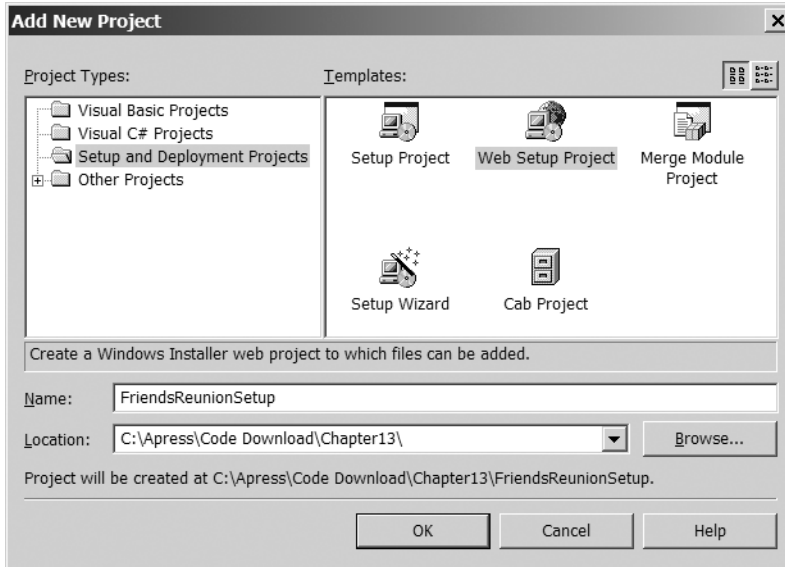 Add New Project
Project Types:
Templates:
Visual Basic Projects
Visual C# Projects
Setup and Deployment Projects
Other Projects
Setup Project
Web Setup Project
Merge Module
Project
Setup Wizard
Cab Project
Create a Windows Installer web project to which files can be added.
Name:
FriendsReunionSetup
Location:
C:\Apress\Code Download\Chapter13\
Browse...
Project will be created at C:\Apress\Code Download\Chapter13\FriendsReunionSetup.
OK
Cancel
Help